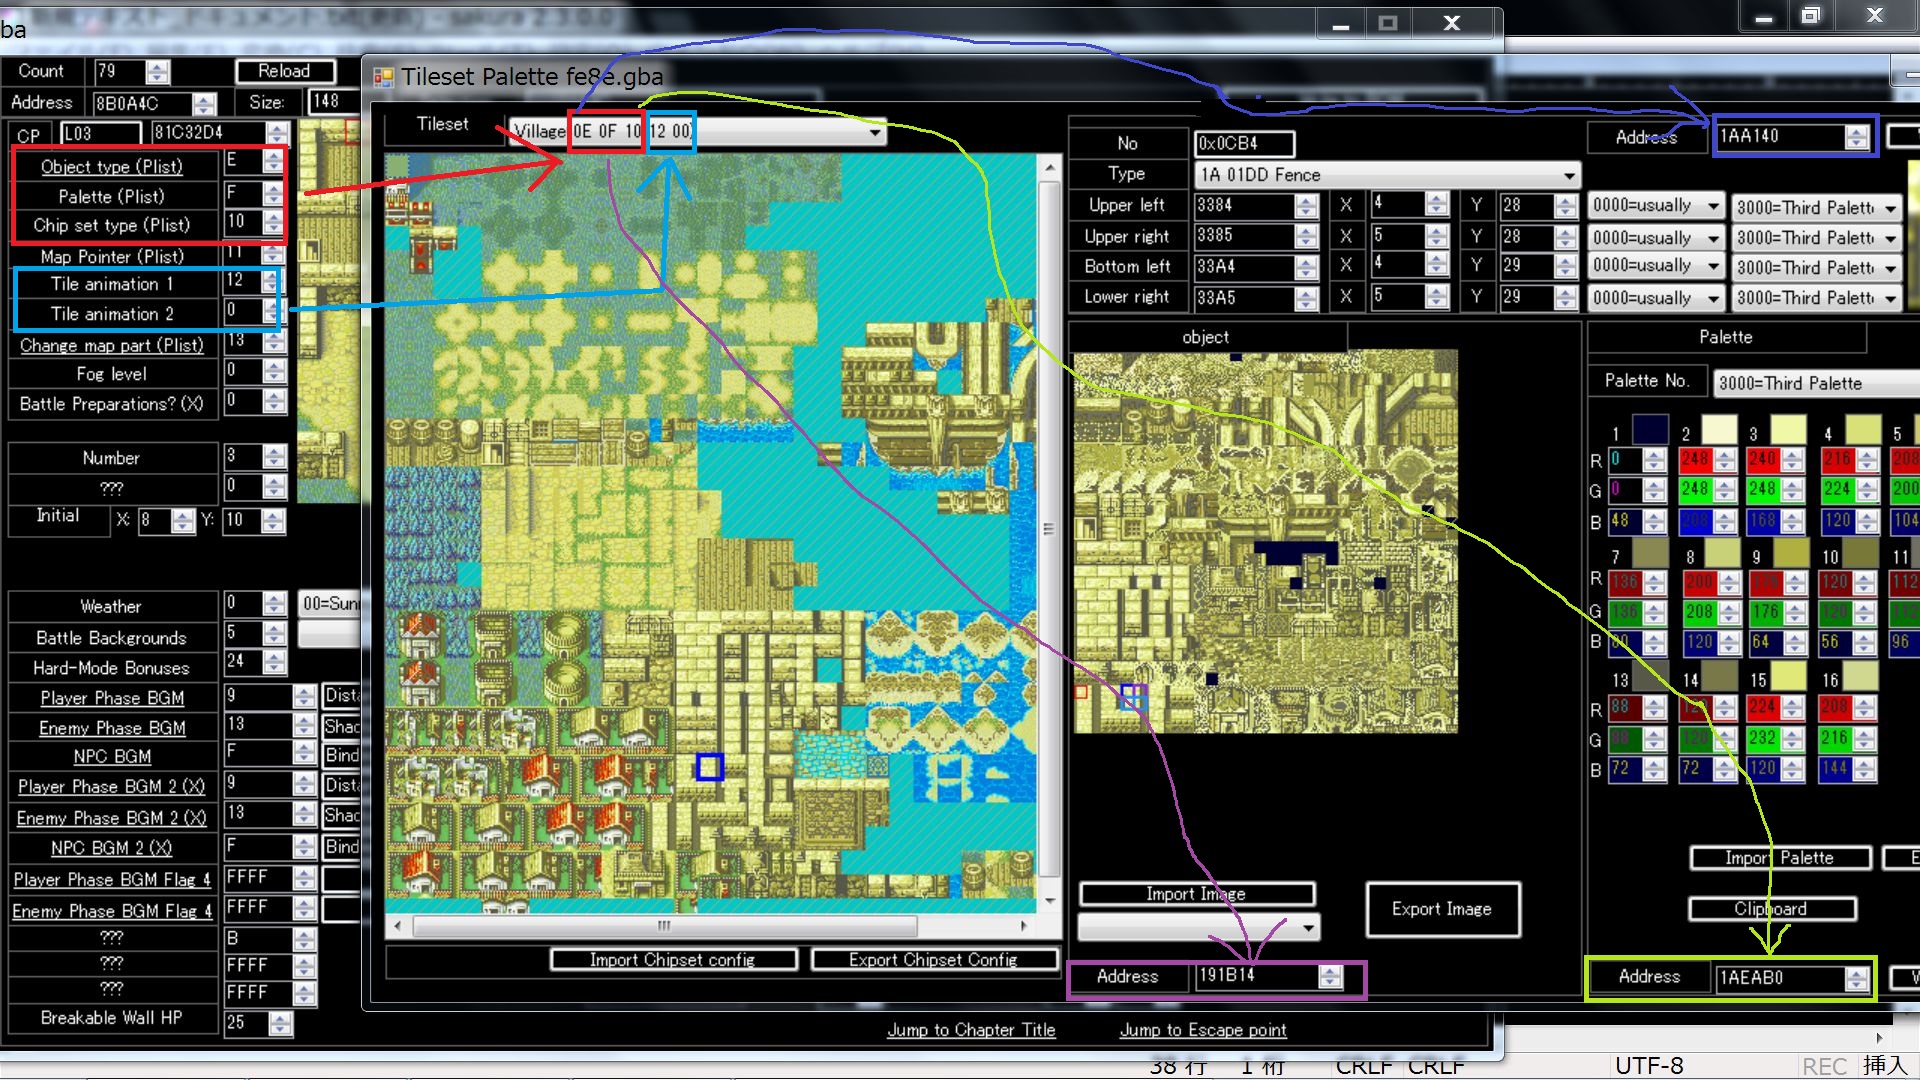 ba
Count 79 Reload
Address 8B0A4C Size: 148
CP L03 81C32D4
Object type (Plist) E
Palette (Plist) F
Chip set type (Plist) 10
Map Pointer (Plist) 11
Tile animation 1 12
Tile animation 2 0
Change map part (Plist) 13
Fog level 0
Battle Preparations? (X) 0
Number 3
??? 0
Initial X: 8 Y: 10
Weather 0 00=Sun
Battle Backgrounds 5
Hard-Mode Bonuses 24
Player Phase BGM 9 Dista
Enemy Phase BGM 13 Shad
NPC BGM F Bind
Player Phase BGM 2 (X) 9 Dista
Enemy Phase BGM 2 (X) 13 Shad
NPC BGM 2 (X) F Bind
Player Phase BGM Flag 4 FFFF
Enemy Phase BGM Flag 4 FFFF
??? B
??? FFFF
??? FFFF
Breakable Wall HP 25
Tileset Palette fe8e.gba
Tileset Village 0E 0F 10 12 00)
Import Chipset config Export Chipset Config
No 0x0CB4 Address 1AA140
Type 1A 01DD Fence
Upper left 3384 X 4 Y 28 0000=usually 3000=Third Palett
Upper right 3385 X 5 Y 28 0000=usually 3000=Third Palett
Bottom left 33A4 X 4 Y 29 0000=usually 3000=Third Palett
Lower right 33A5 X 5 Y 29 0000=usually 3000=Third Palett
object
Import Image
Export Image
Address 191B14
Palette
Palette No. 3000=Third Palette
1 2 3 4 5
R 0 248 240 216 208
G 0 248 248 224 200
B 48 168 120 104
7 8 9 10 11
R 136 200 120 112
G 136 208 176 120
B 120 64 56 96
13 14 15 16
R 88 224 208
G 88 120 232 216
B 72 72 120 144
Import Palette
Clipboard
Address 1AEAB0
Jump to Chapter Title Jump to Escape point
38 行 1 桁 CRLF CRLF UTF-8 REC 挿入